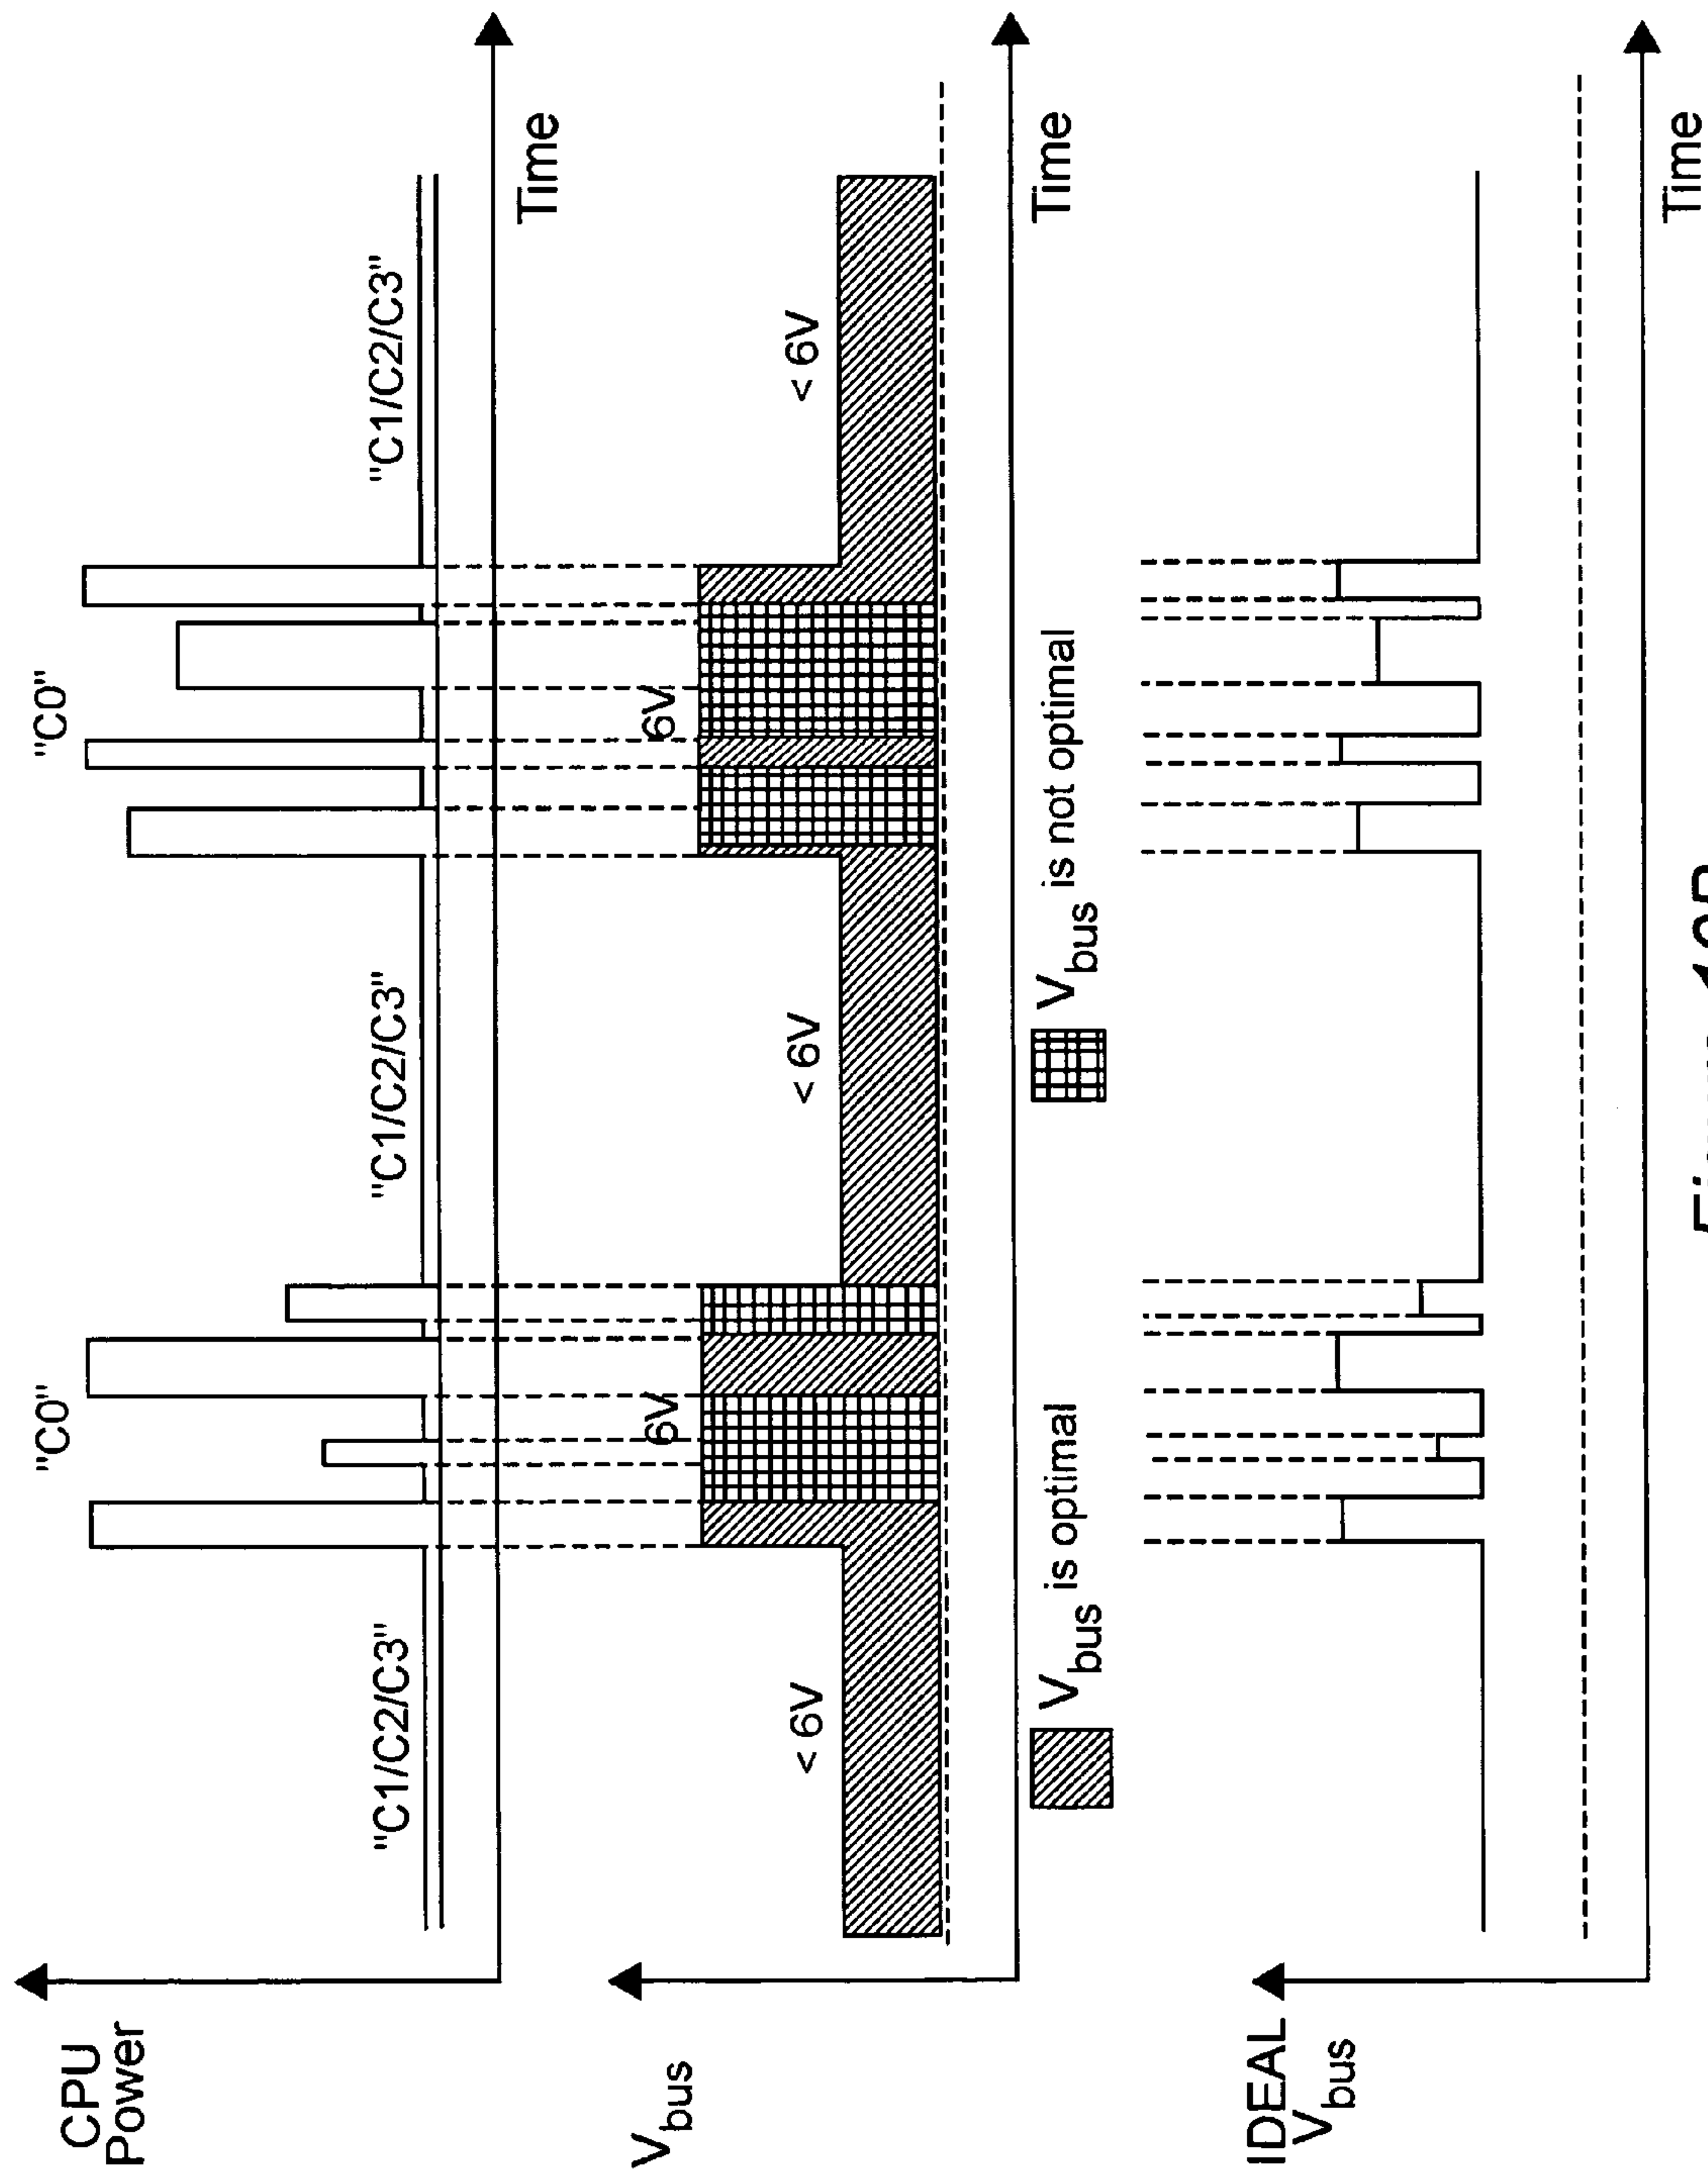 CPU
Power
"C1/C2/C3"
"C0"
"C1/C2/C3"
"C0"
"C1/C2/C3"
Time
Vbus
< 6V
6V
< 6V
6V
< 6V
Time
Vbus is optimal
Vbus is not optimal
IDEAL
Vbus
Time